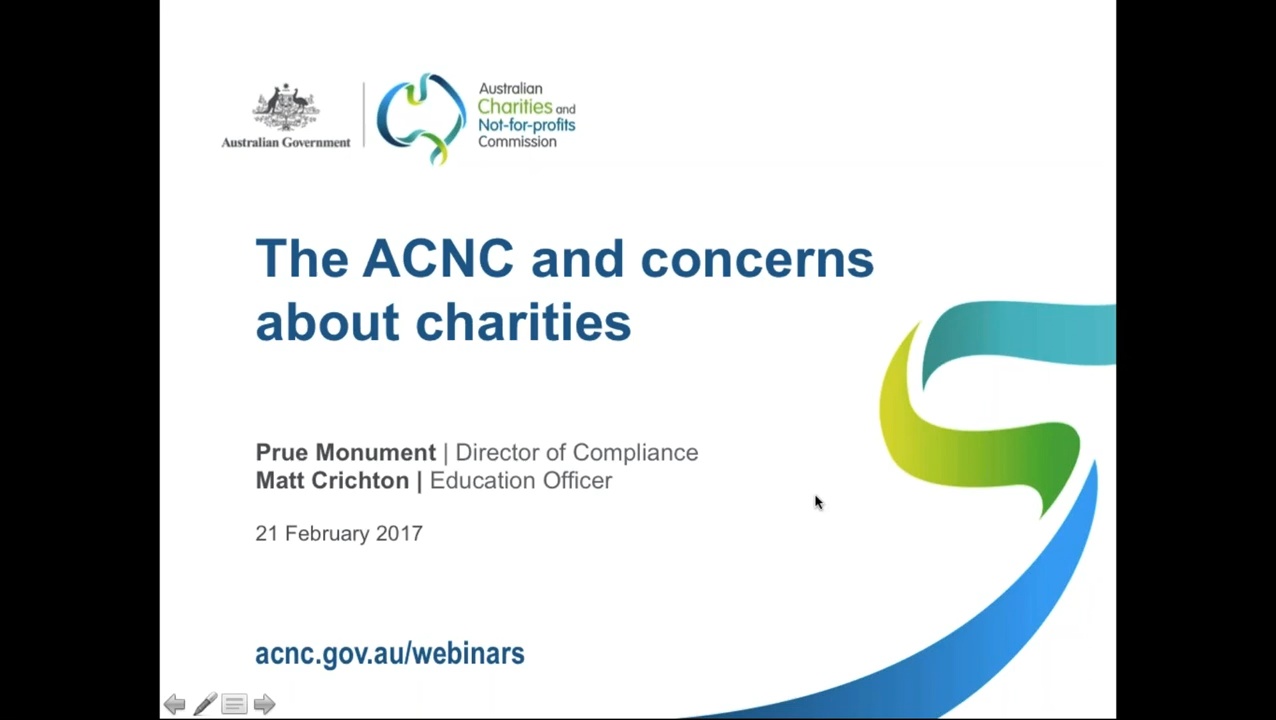 Australian Government
Australian
Charities and
Not-for-profits
Commission
The ACNC and concerns
about charities
Prue Monument | Director of Compliance
Matt Crichton | Education Officer
21 February 2017
acnc.gov.au/webinars